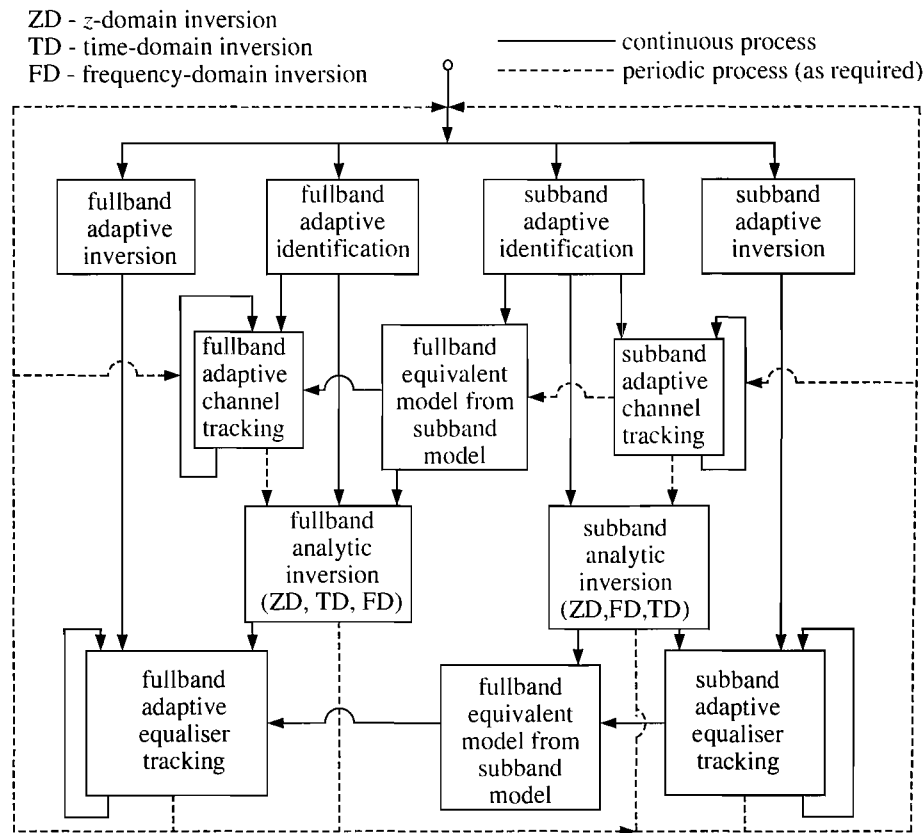 ZD - z-domain inversion
TD - time-domain inversion
FD - frequency-domain inversion
continuous process
periodic process (as required)
fullband
adaptive
inversion
fullband
adaptive
identification
subband
adaptive
identification
subband
adaptive
inversion
fullband
adaptive
channel
tracking
fullband
equivalent
model from
subband
model
subband
adaptive
channel
tracking
fullband
analytic
inversion
(ZD, TD, FD)
subband
analytic
inversion
(ZD,FD,TD)
fullband
adaptive
equaliser
tracking
fullband
equivalent
model from
subband
model
subband
adaptive
equaliser
tracking